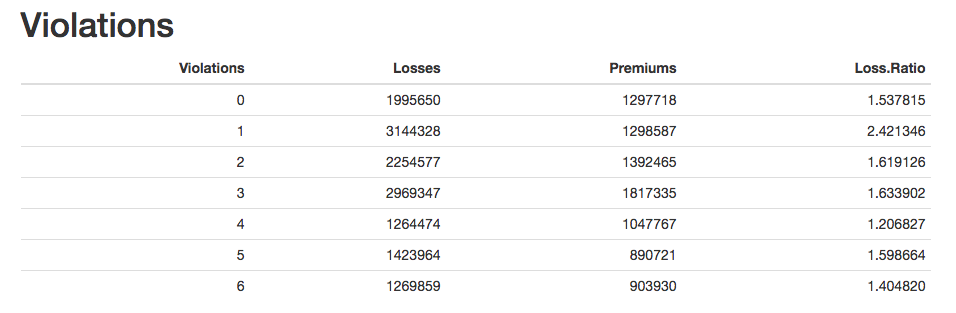 Violations
Violations Losses Premiums Loss.Ratio
0 1995650 1297718 1.537815
1 3144328 1298587 2.421346
2 2254577 1392465 1.619126
3 2969347 1817335 1.633902
4 1264474 1047767 1.206827
5 1423964 890721 1.598664
6 1269859 903930 1.404820